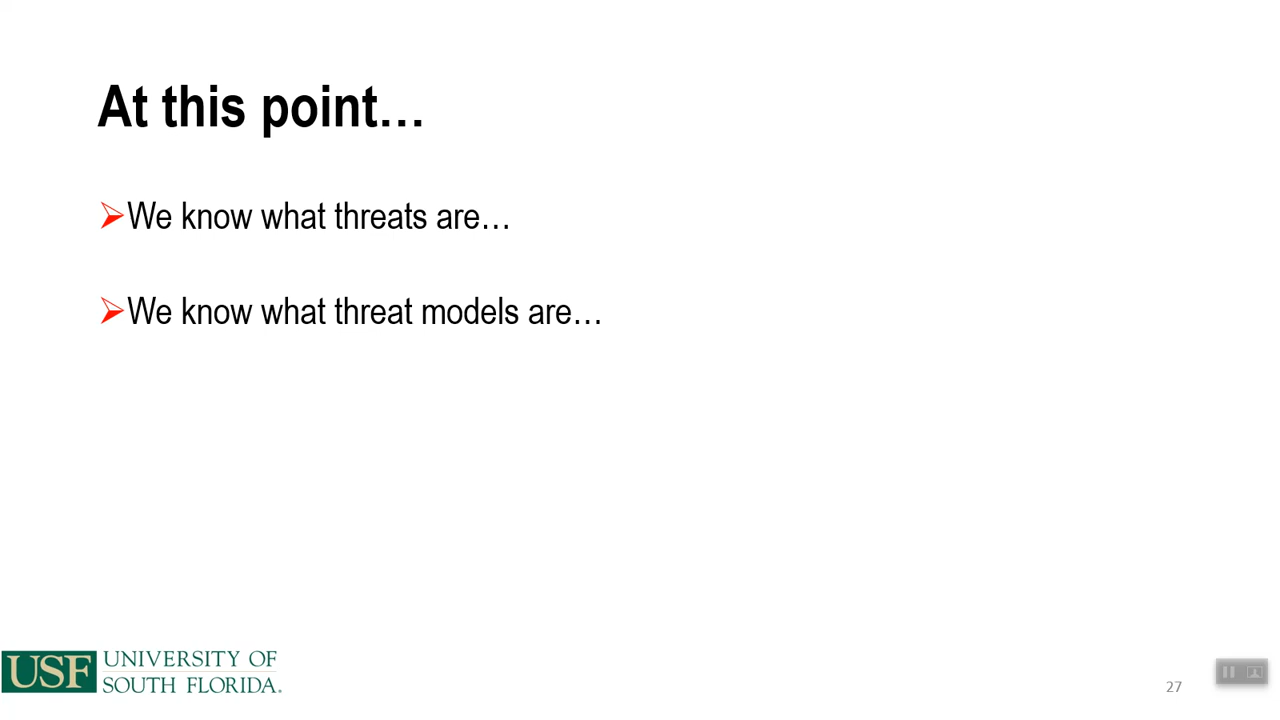 At this point…
We know what threats are…
We know what threat models are…
USF UNIVERSITY OF
SOUTH FLORIDA.
27